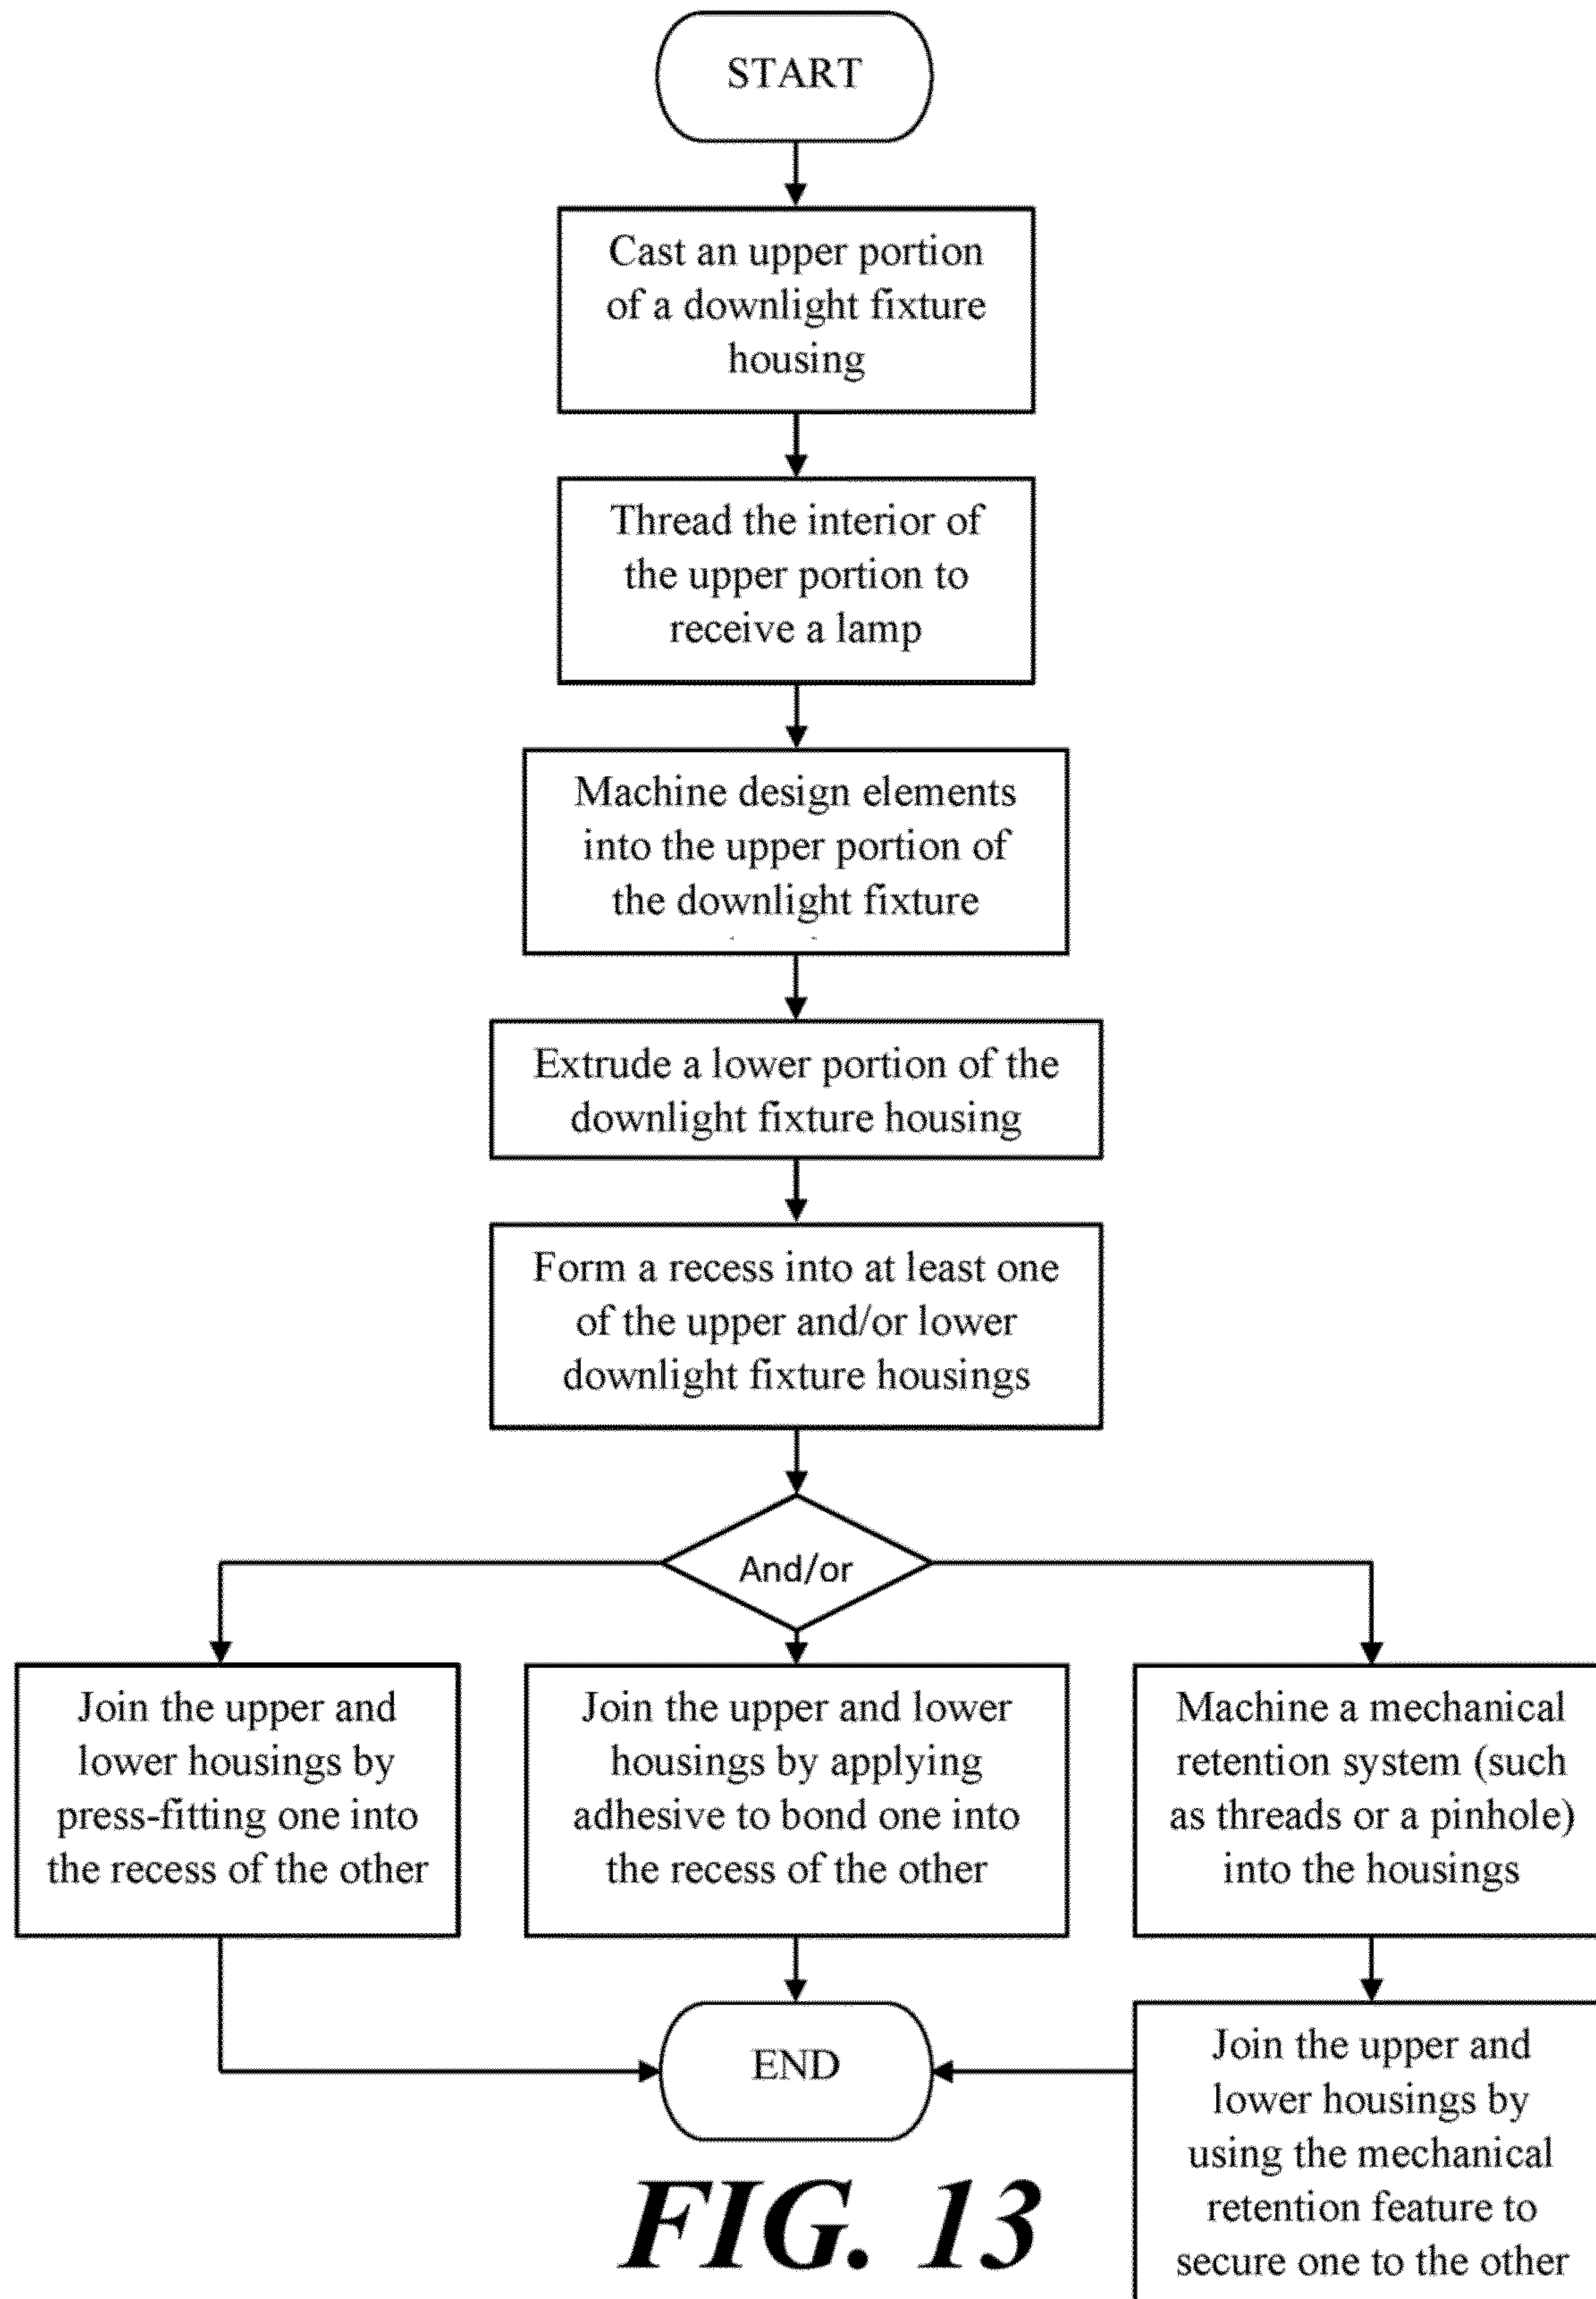 START
Cast an upper portion
of a downlight fixture
housing
Thread the interior of
the upper portion to
receive a lamp
Machine design elements
into the upper portion of
the downlight fixture
Extrude a lower portion of the
downlight fixture housing
Form a recess into at least one
of the upper and/or lower
downlight fixture housings
And/or
Join the upper and
lower housings by
press-fitting one into
the recess of the other
Join the upper and lower
housings by applying
adhesive to bond one into
the recess of the other
Machine a mechanical
retention system (such
as threads or a pinhole)
into the housings
END
Join the upper and
lower housings by
using the mechanical
retention feature to
secure one to the other
FIG. 13